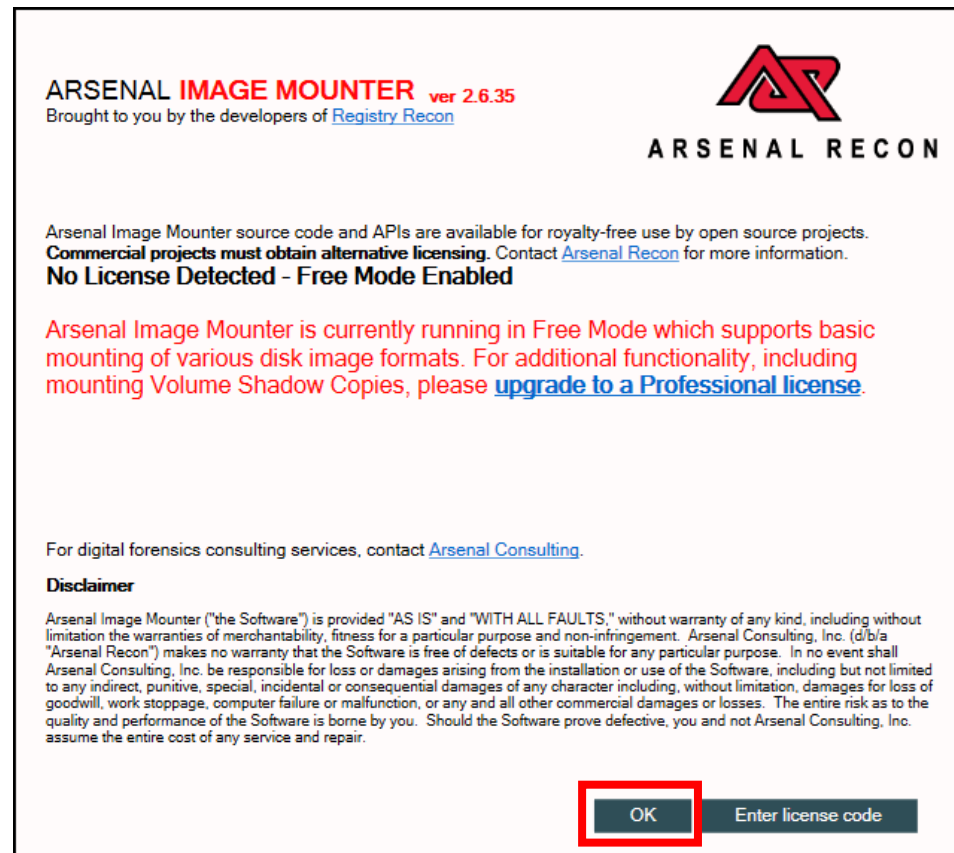 ARSENAL IMAGE MOUNTER ver 2.6.35
Brought to you by the developers of Registry Recon
ARSENAL RECON
Arsenal Image Mounter source code and APIs are available for royalty-free use by open source projects.
Commercial projects must obtain alternative licensing. Contact Arsenal Recon for more information.
No License Detected - Free Mode Enabled
Arsenal Image Mounter is currently running in Free Mode which supports basic
mounting of various disk image formats. For additional functionality, including
mounting Volume Shadow Copies, please upgrade to a Professional license.
For digital forensics consulting services, contact Arsenal Consulting.
Disclaimer
Arsenal Image Mounter ("the Software") is provided "AS IS" and "WITH ALL FAULTS," without warranty of any kind, including without
limitation the warranties of merchantability, fitness for a particular purpose and non-infringement. Arsenal Consulting, Inc. (d/b/a
"Arsenal Recon") makes no warranty that the Software is free of defects or is suitable for any particular purpose. In no event shall
Arsenal Consulting, Inc. be responsible for loss or damages arising from the installation or use of the Software, including but not limited
to any indirect, punitive, special, incidental or consequential damages of any character including, without limitation, damages for loss of
goodwill, work stoppage, computer failure or malfunction, or any and all other commercial damages or losses. The entire risk as to the
quality and performance of the Software is borne by you. Should the Software prove defective, you and not Arsenal Consulting, Inc.
assume the entire cost of any service and repair.
OK Enter license code